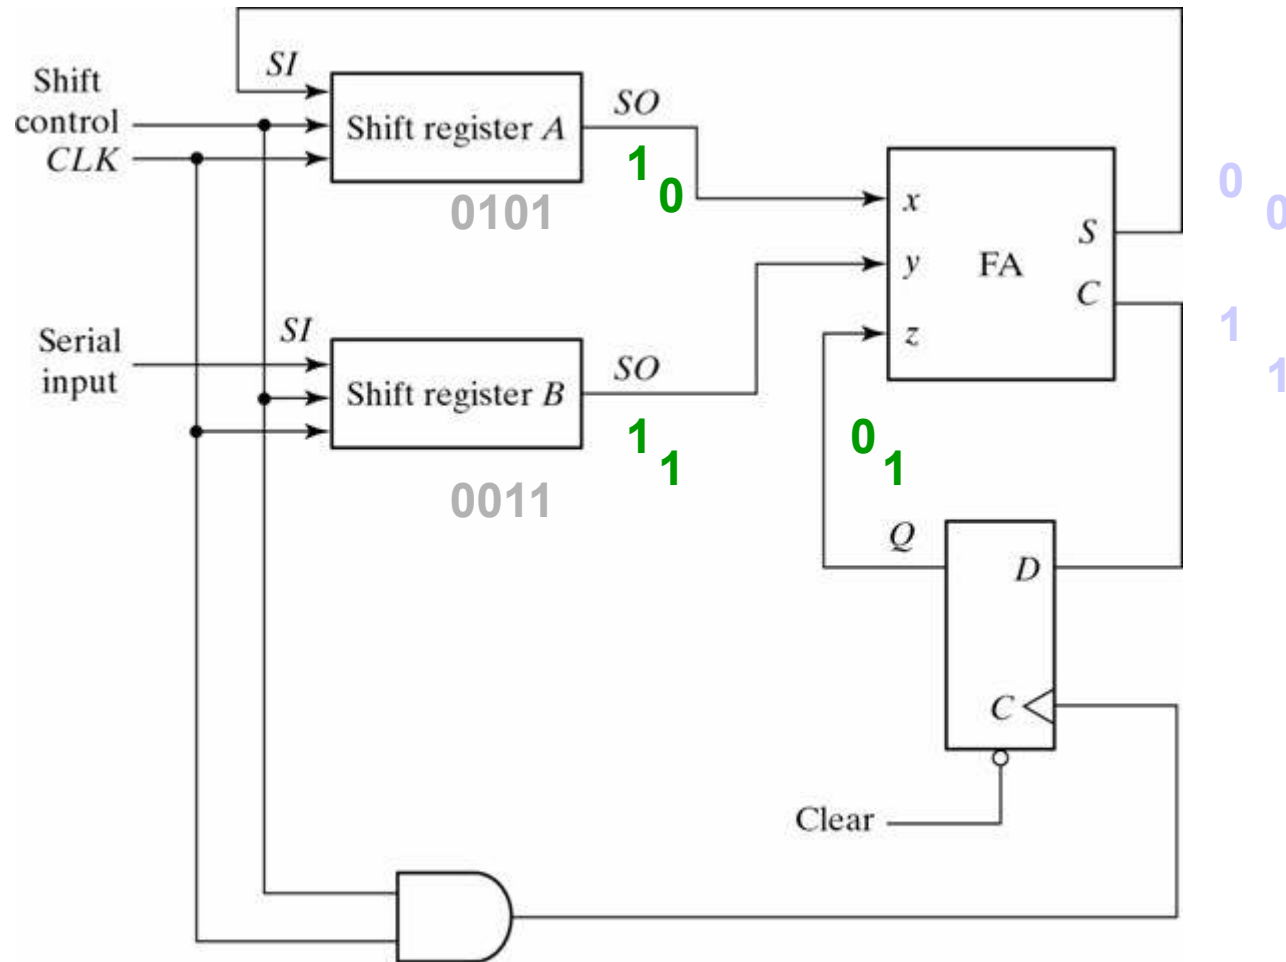 SI
Shift
control
CLK
Shift register A
SO
1
0
0101
x
y
z
FA
S
C
0
0
1
1
Serial
input
SI
Shift register B
SO
1
1
0011
0
1
Q
D
C
Clear